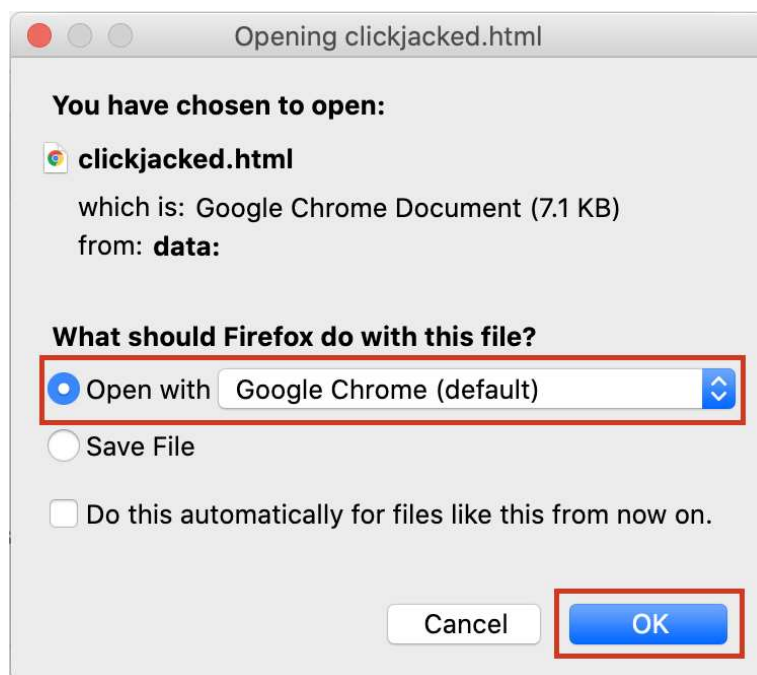 Opening clickjacked.html
You have chosen to open:
clickjacked.html
which is: Google Chrome Document (7.1 KB)
from: data:
What should Firefox do with this file?
Open with Google Chrome (default)
Save File
Do this automatically for files like this from now on.
Cancel OK